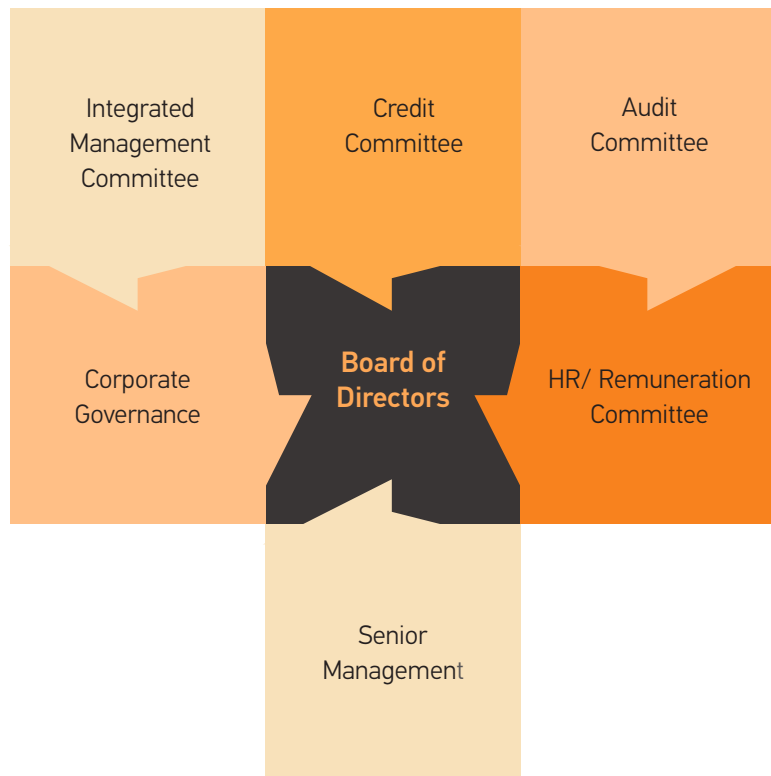 Integrated
Management
Committee
Credit
Committee
Audit
Committee
Corporate
Governance
Board of
Directors
HR/ Remuneration
Committee
Senior
Management